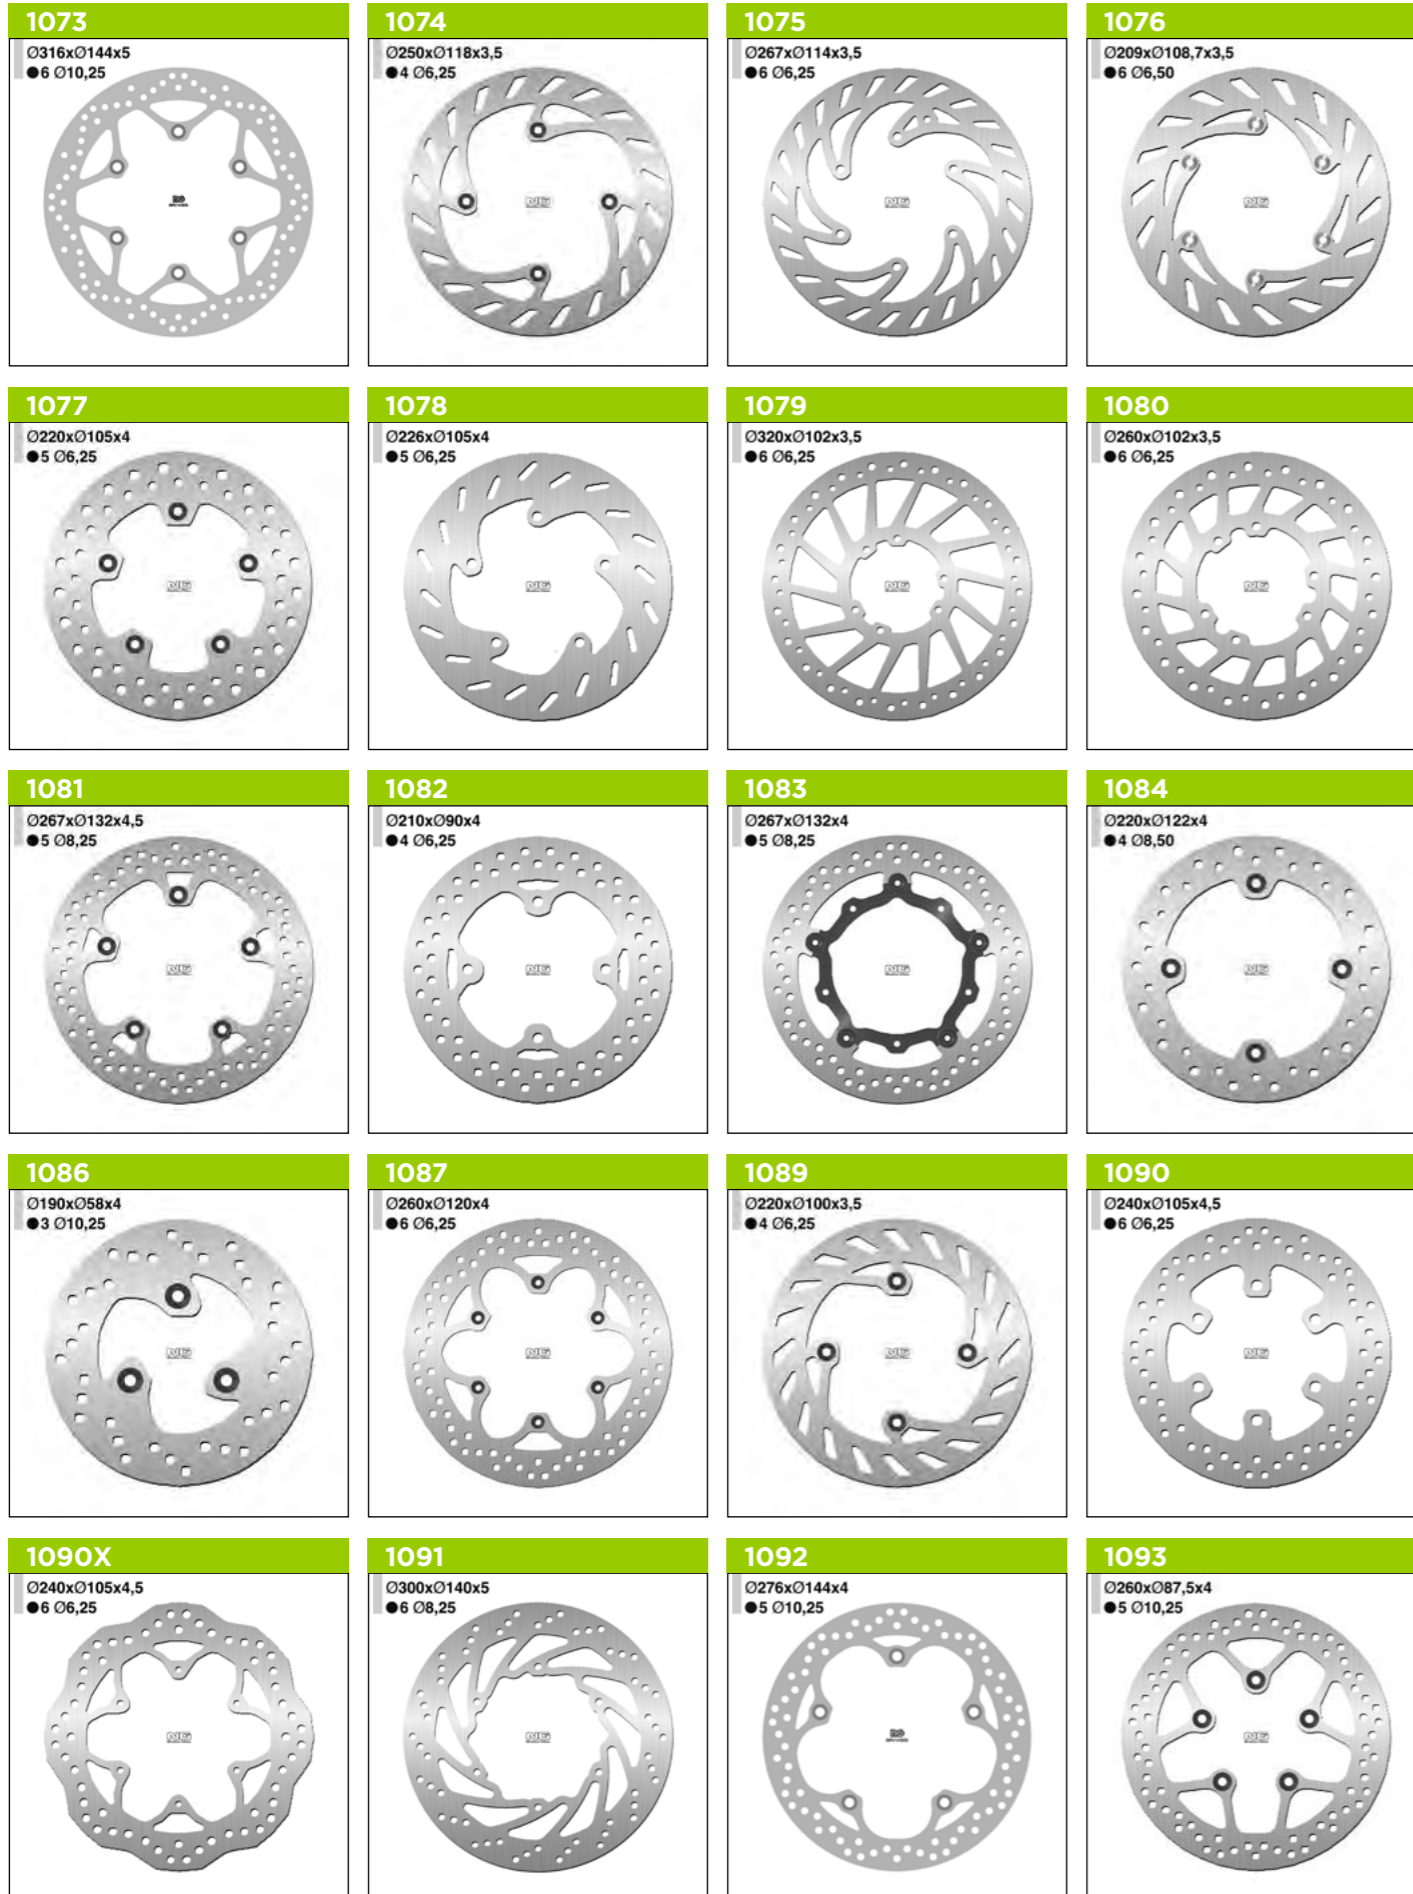 1073
Ø316xØ144x5
●6 Ø10,25
1074
Ø250xØ118x3,5
●4 Ø6,25
1075
Ø267xØ114x3,5
●6 Ø6,25
1076
Ø209xØ108,7x3,5
●6 Ø6,50
1077
Ø220xØ105x4
●5 Ø6,25
1078
Ø226xØ105x4
●5 Ø6,25
1079
Ø320xØ102x3,5
●6 Ø6,25
1080
Ø260xØ102x3,5
●6 Ø6,25
1081
Ø267xØ132x4,5
●5 Ø8,25
1082
Ø210xØ90x4
●4 Ø6,25
1083
Ø267xØ132x4
●5 Ø8,25
1084
Ø220xØ122x4
●4 Ø8,50
1086
Ø190xØ58x4
●3 Ø10,25
1087
Ø260xØ120x4
●6 Ø6,25
1089
Ø220xØ100x3,5
●4 Ø6,25
1090
Ø240xØ105x4,5
●6 Ø6,25
1090X
Ø240xØ105x4,5
●6 Ø6,25
1091
Ø300xØ140x5
●6 Ø8,25
1092
Ø276xØ144x4
●5 Ø10,25
1093
Ø260xØ87,5x4
●5 Ø10,25